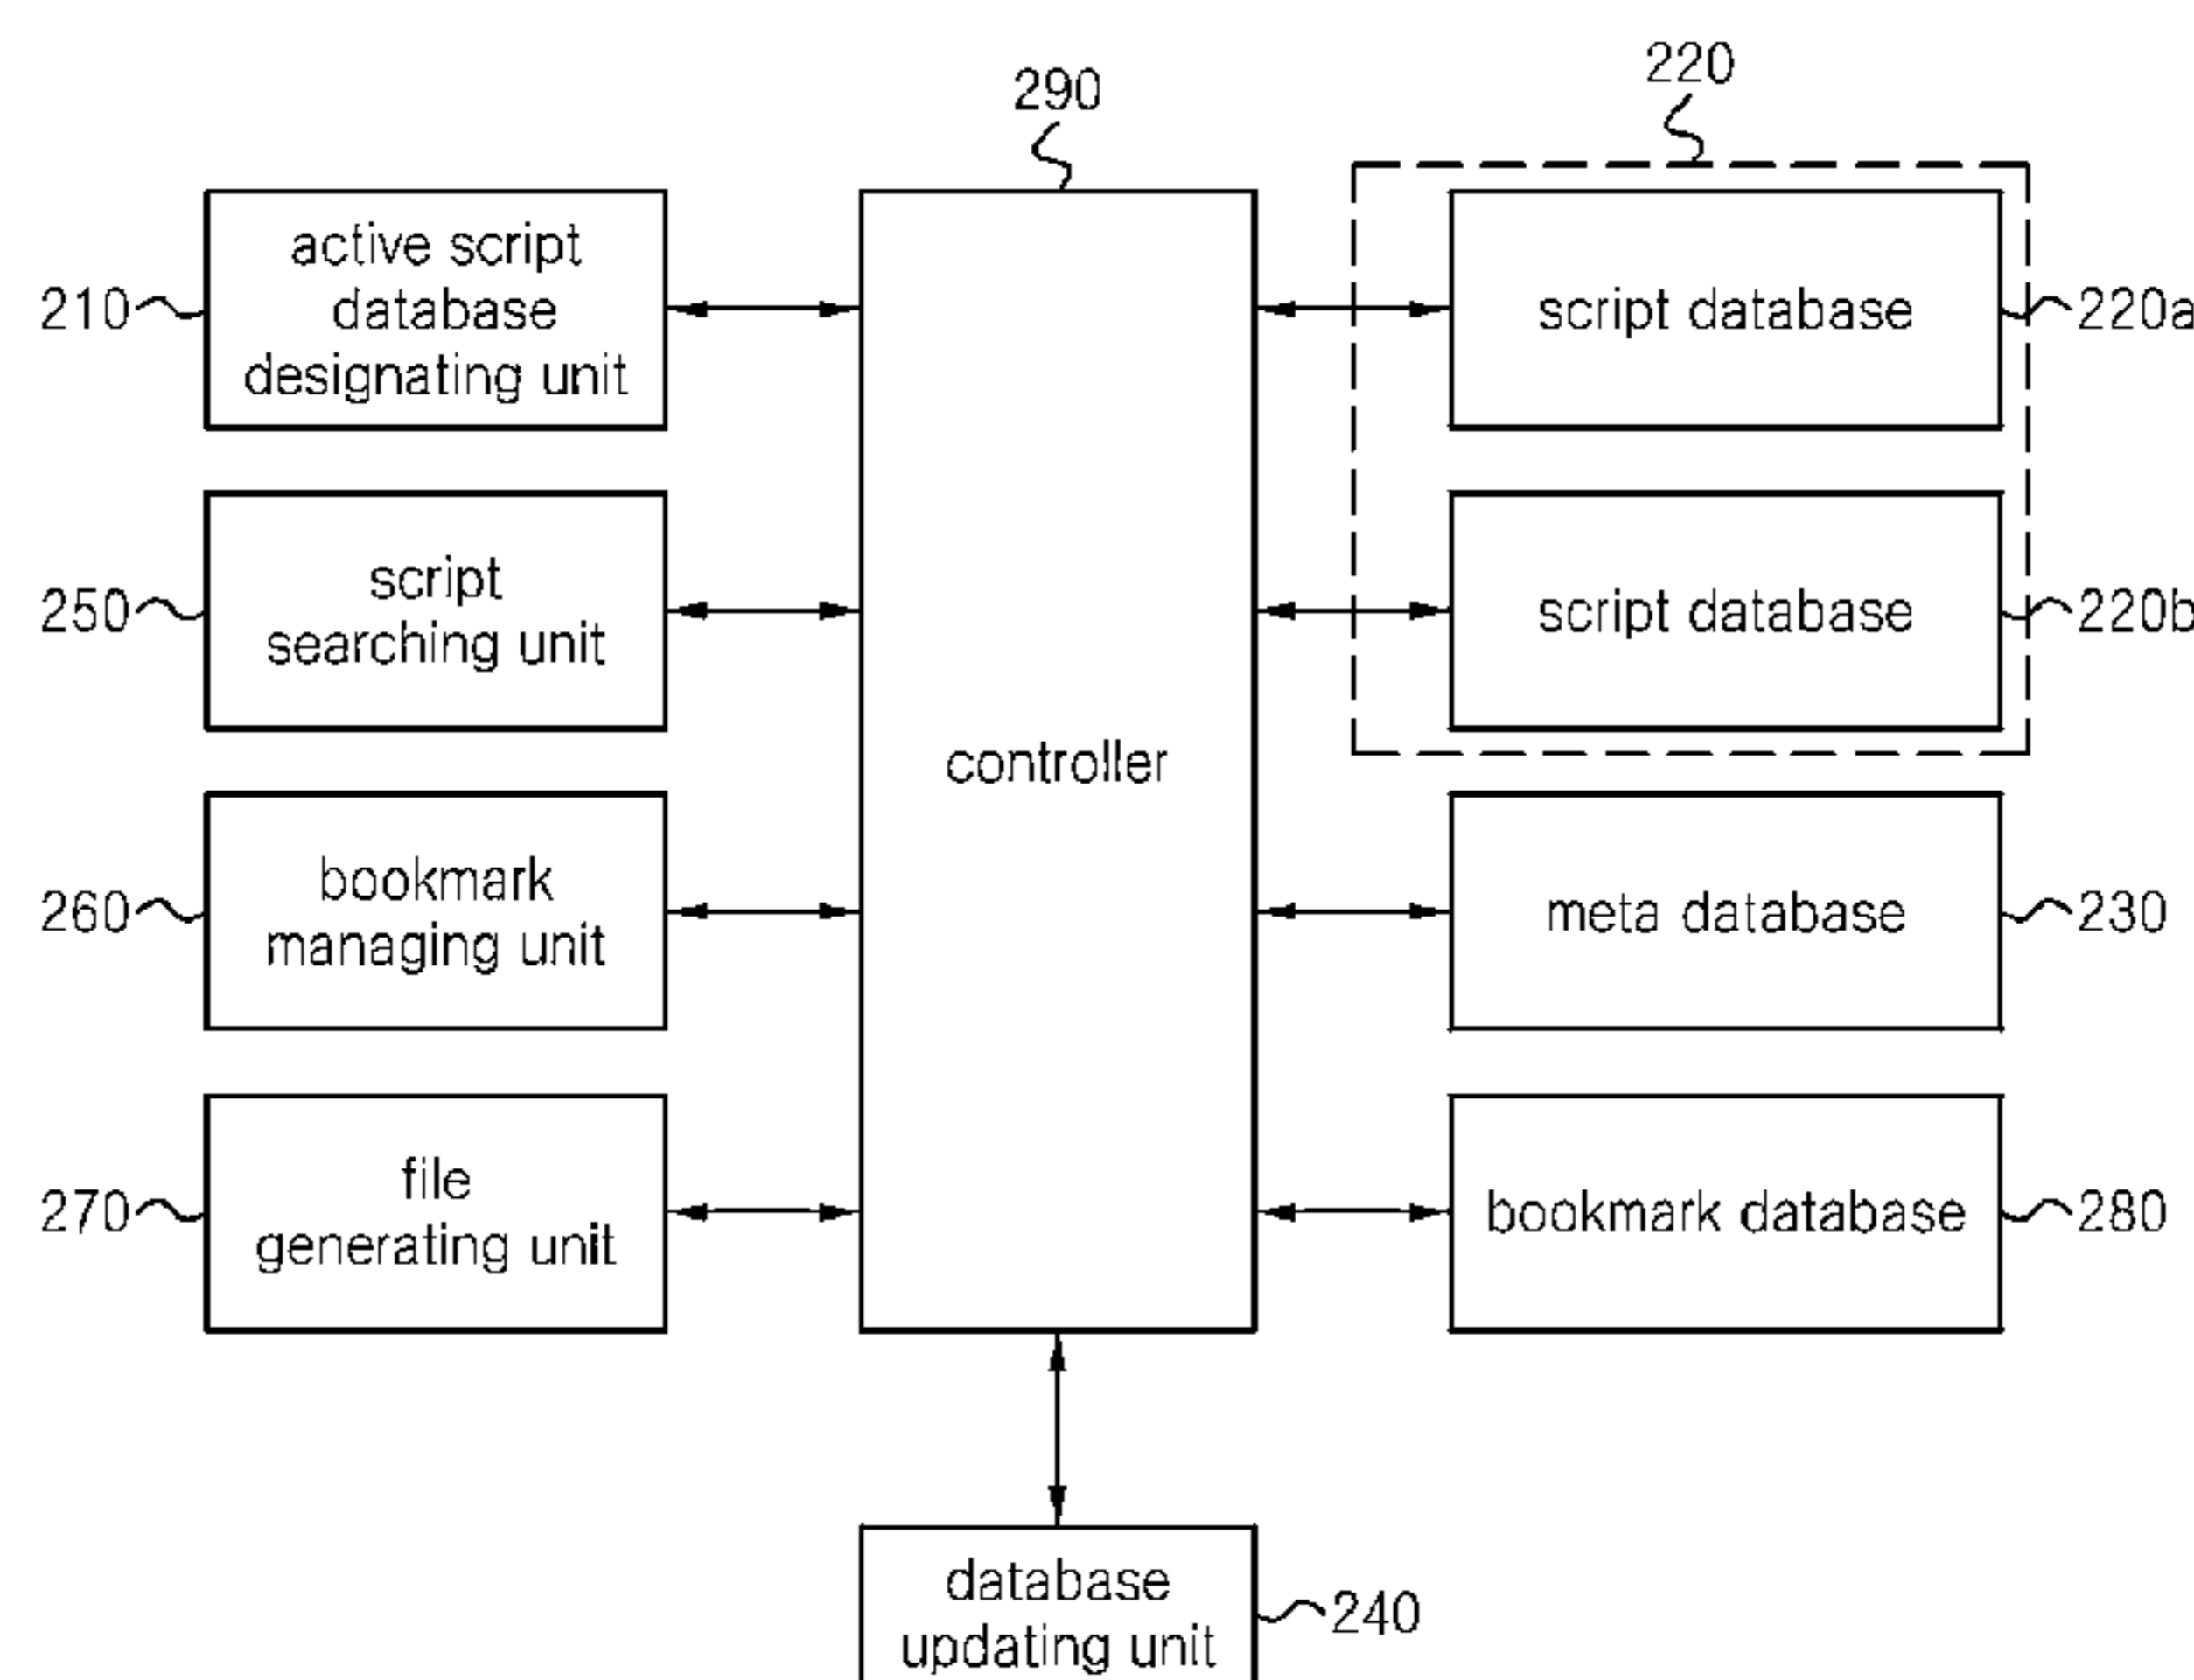 290
220
210
active script
database
designating unit
script database
220a
250
script
searching unit
script database
220b
controller
260
bookmark
managing unit
meta database
230
270
file
generating unit
bookmark database
280
database
updating unit
240